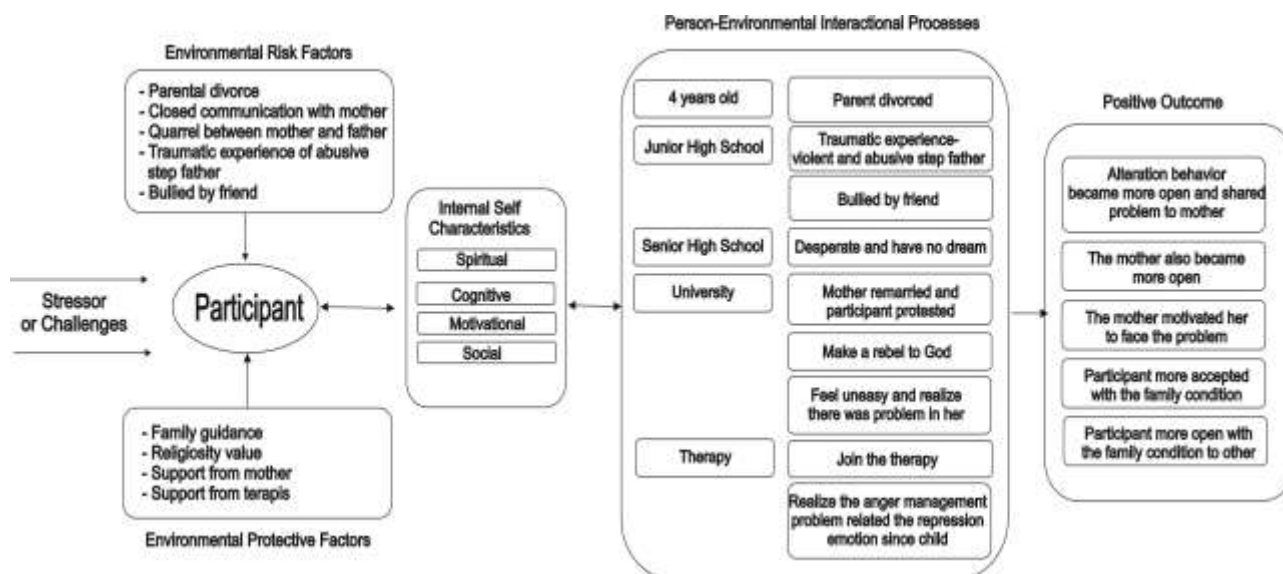 Person-Environmental Interactional Processes
Environmental Risk Factors
- Parental divorce
- Closed communication with mother
- Quarrel between mother and father
- Traumatic experience of abusive
step father
- Bullied by friend
Stressor
or Challenges
Participant
- Family guidance
- Religiosity value
- Support from mother
- Support from terapis
Environmental Protective Factors
Internal Self
Characteristics
Spiritual
Cognitive
Motivational
Social
4 years old
Parent divorced
Junior High School
Traumatic experience-
violent and abusive step father
Bullied by friend
Senior High School
Desperate and have no dream
University
Mother remarried and
participant protested
Make a rebel to God
Feel uneasy and realize
there was problem in her
Therapy
Join the therapy
Realize the anger management
problem related the repression
emotion since child
Positive Outcome
Alteration behavior
became more open and shared
problem to mother
The mother also became
more open
The mother motivated her
to face the problem
Participant more accepted
with the family condition
Participant more open with
the family condition to other